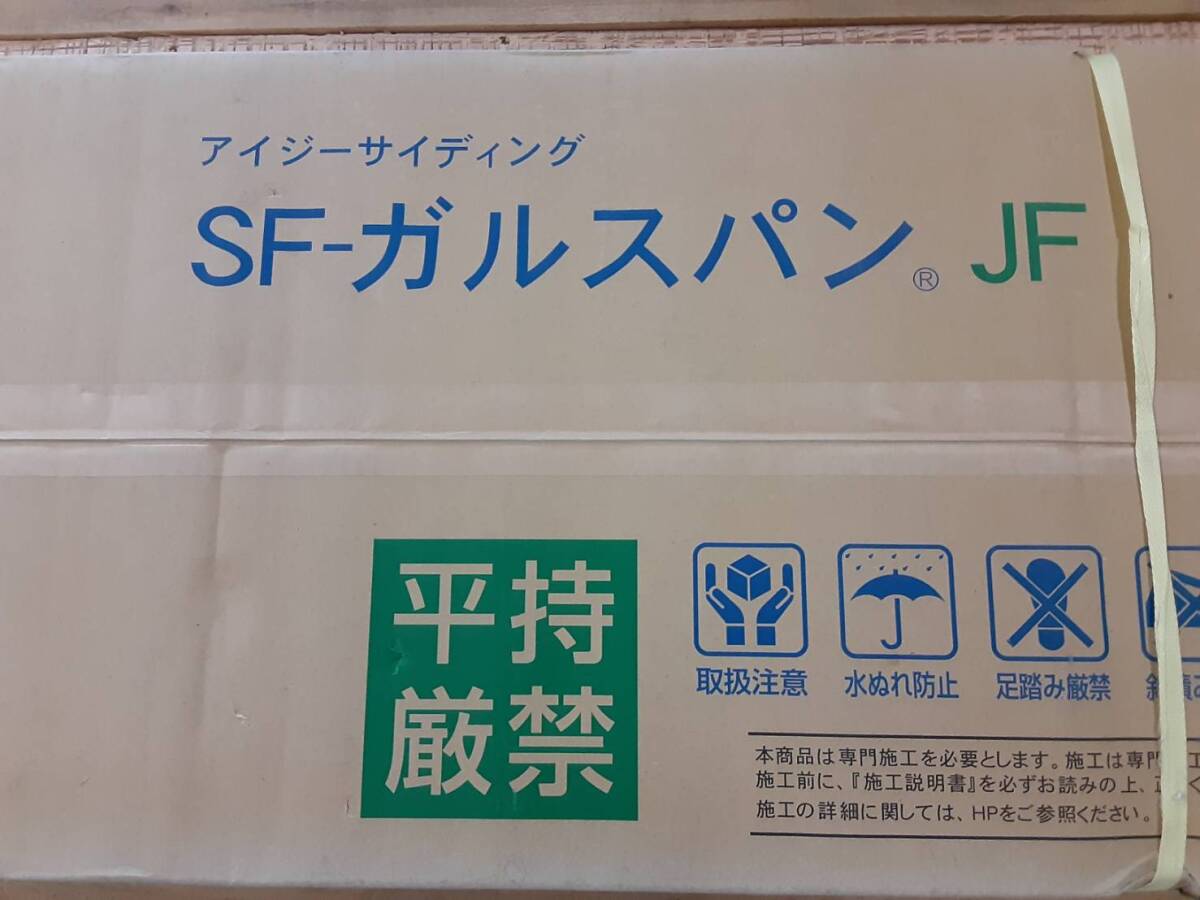 アイジーサイディング
SF-ガルスパン® JF
平持
厳禁
取扱注意
水ぬれ防止
足踏み厳禁
本商品は専門施工を必要とします。施工は専門
施工前に、『施工説明書』を必ずお読みの上、
施工の詳細に関しては、HPをご参照ください。